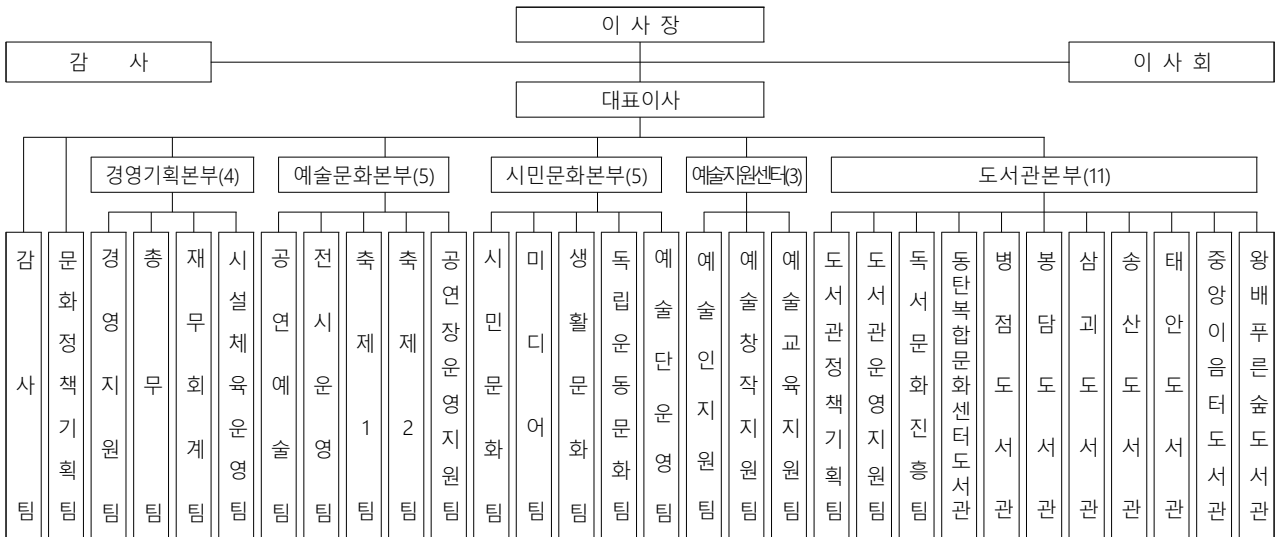 이 사 장
감 사
이 사 회
대표이사
경영기획본부(4)
예술문화본부(5)
시민문화본부(5)
예술지원센터(3)
도서관본부(11)
감사팀
문화정책기획팀
경영지원팀
총무팀
재무회계팀
시설체육운영팀
공연예술팀
전시운영팀
축제1팀
축제2팀
공연장운영지원팀
시민문화팀
미디어팀
생활문화팀
독립운동문화팀
예술단운영팀
예술인지원팀
예술창작지원팀
예술교육지원팀
도서관정책기획팀
도서관운영지원팀
독서문화진흥팀
동탄복합문화센터도서관
병점도서관
봉담도서관
삼괴도서관
송산도서관
태안도서관
중앙이음터도서관
왕배푸른숲도서관